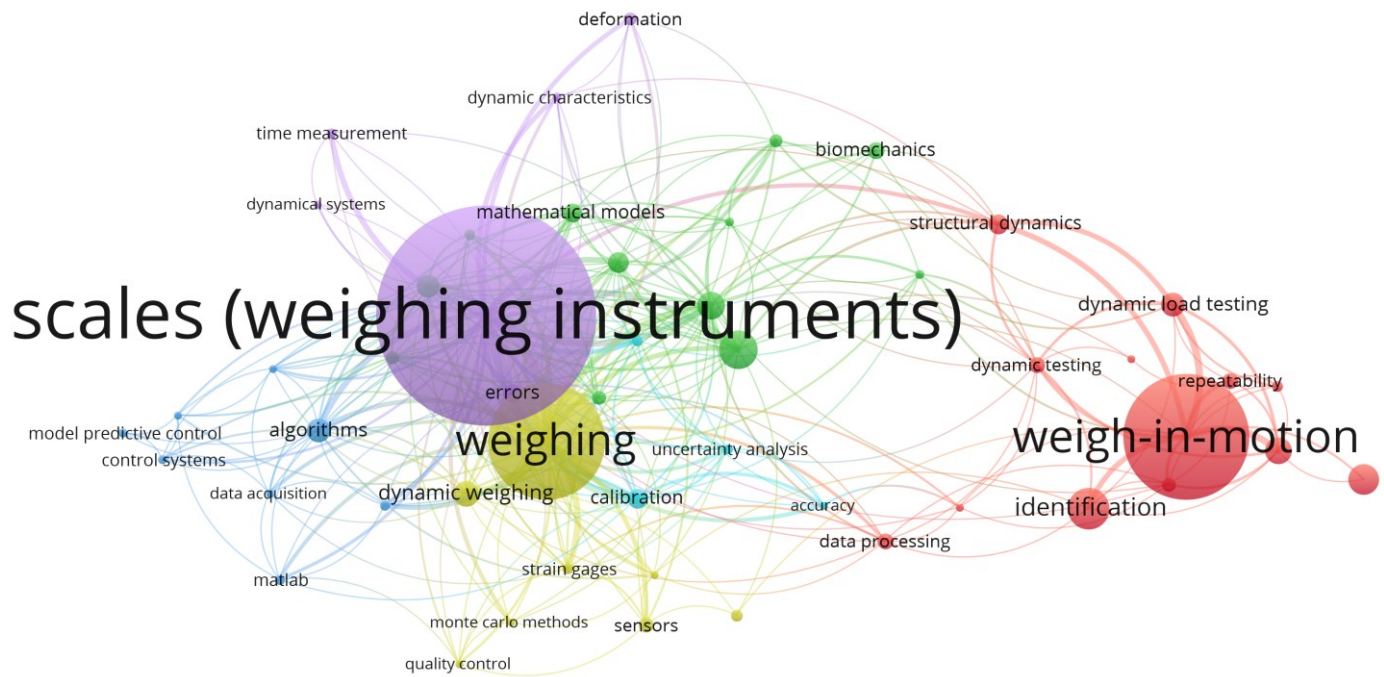 deformation
dynamic characteristics
time measurement
biomechanics
dynamical systems
mathematical models
structural dynamics
scales (weighing instruments)
dynamic load testing
dynamic testing
repeatability
errors
model predictive control
algorithms
weighing
weigh-in-motion
control systems
uncertainty analysis
data acquisition
dynamic weighing
calibration
accuracy
identification
data processing
matlab
strain gages
monte carlo methods
sensors
quality control